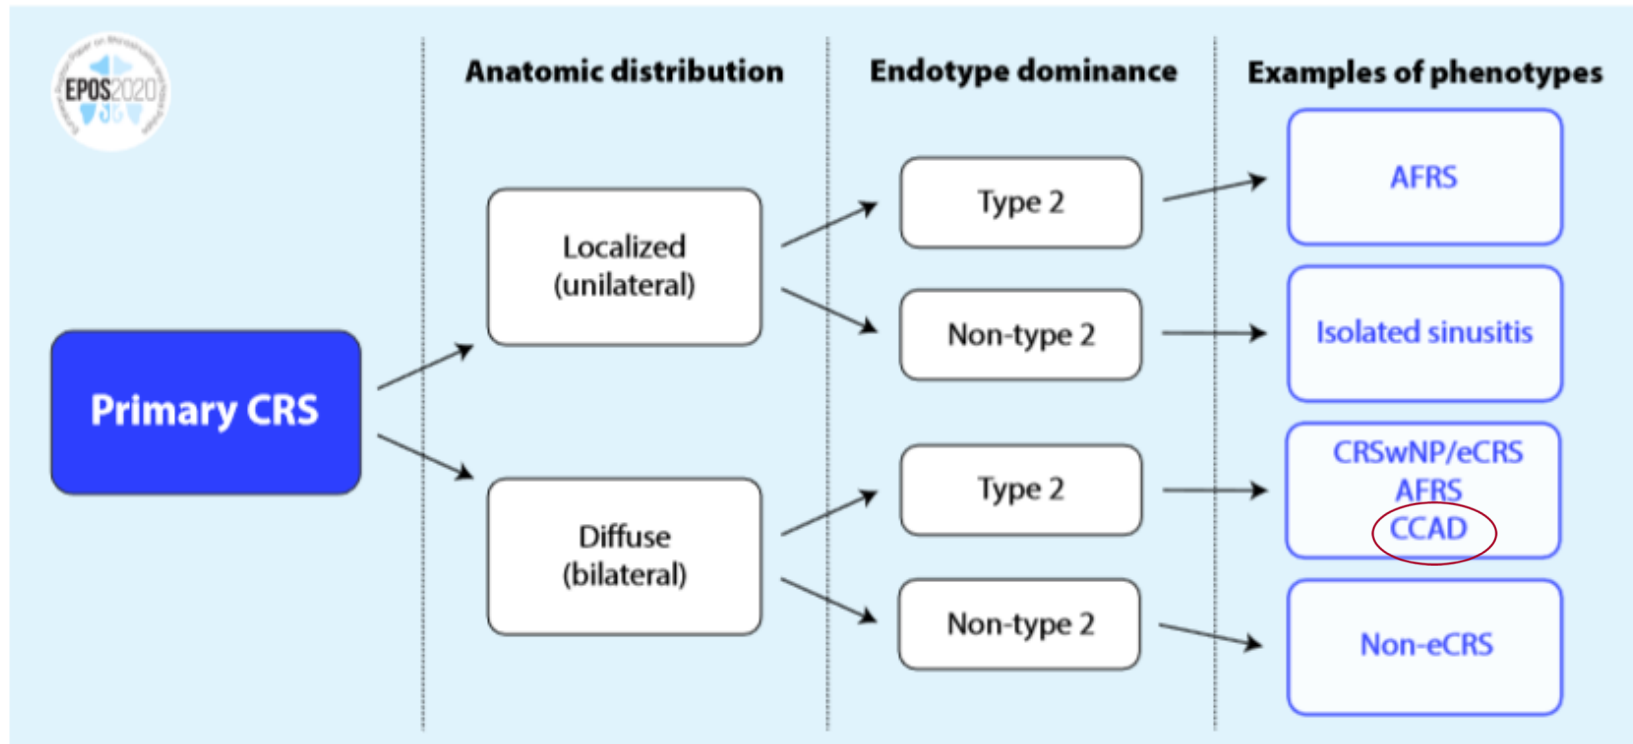 EPOS2020
Anatomic distribution
Endotype dominance
Examples of phenotypes
Primary CRS
Localized
(unilateral)
Diffuse
(bilateral)
Type 2
Non-type 2
Type 2
Non-type 2
AFRS
Isolated sinusitis
CRSwNP/eCRS
AFRS
CCAD
Non-eCRS